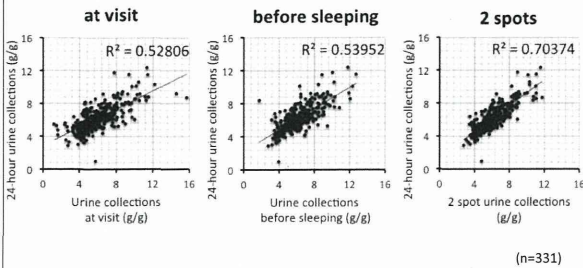 at visit
24-hour urine collections (g/g)
16
12
8
4
0
R² = 0.52806
0 4 8 12 16
Urine collections
at visit (g/g)
before sleeping
24-hour urine collections (g/g)
16
12
8
4
0
R² = 0.53952
0 4 8 12 16
Urine collections
before sleeping (g/g)
2 spots
24-hour urine collections (g/g)
16
12
8
4
0
R² = 0.70374
0 4 8 12 16
2 spot urine collections
(g/g)
(n=331)